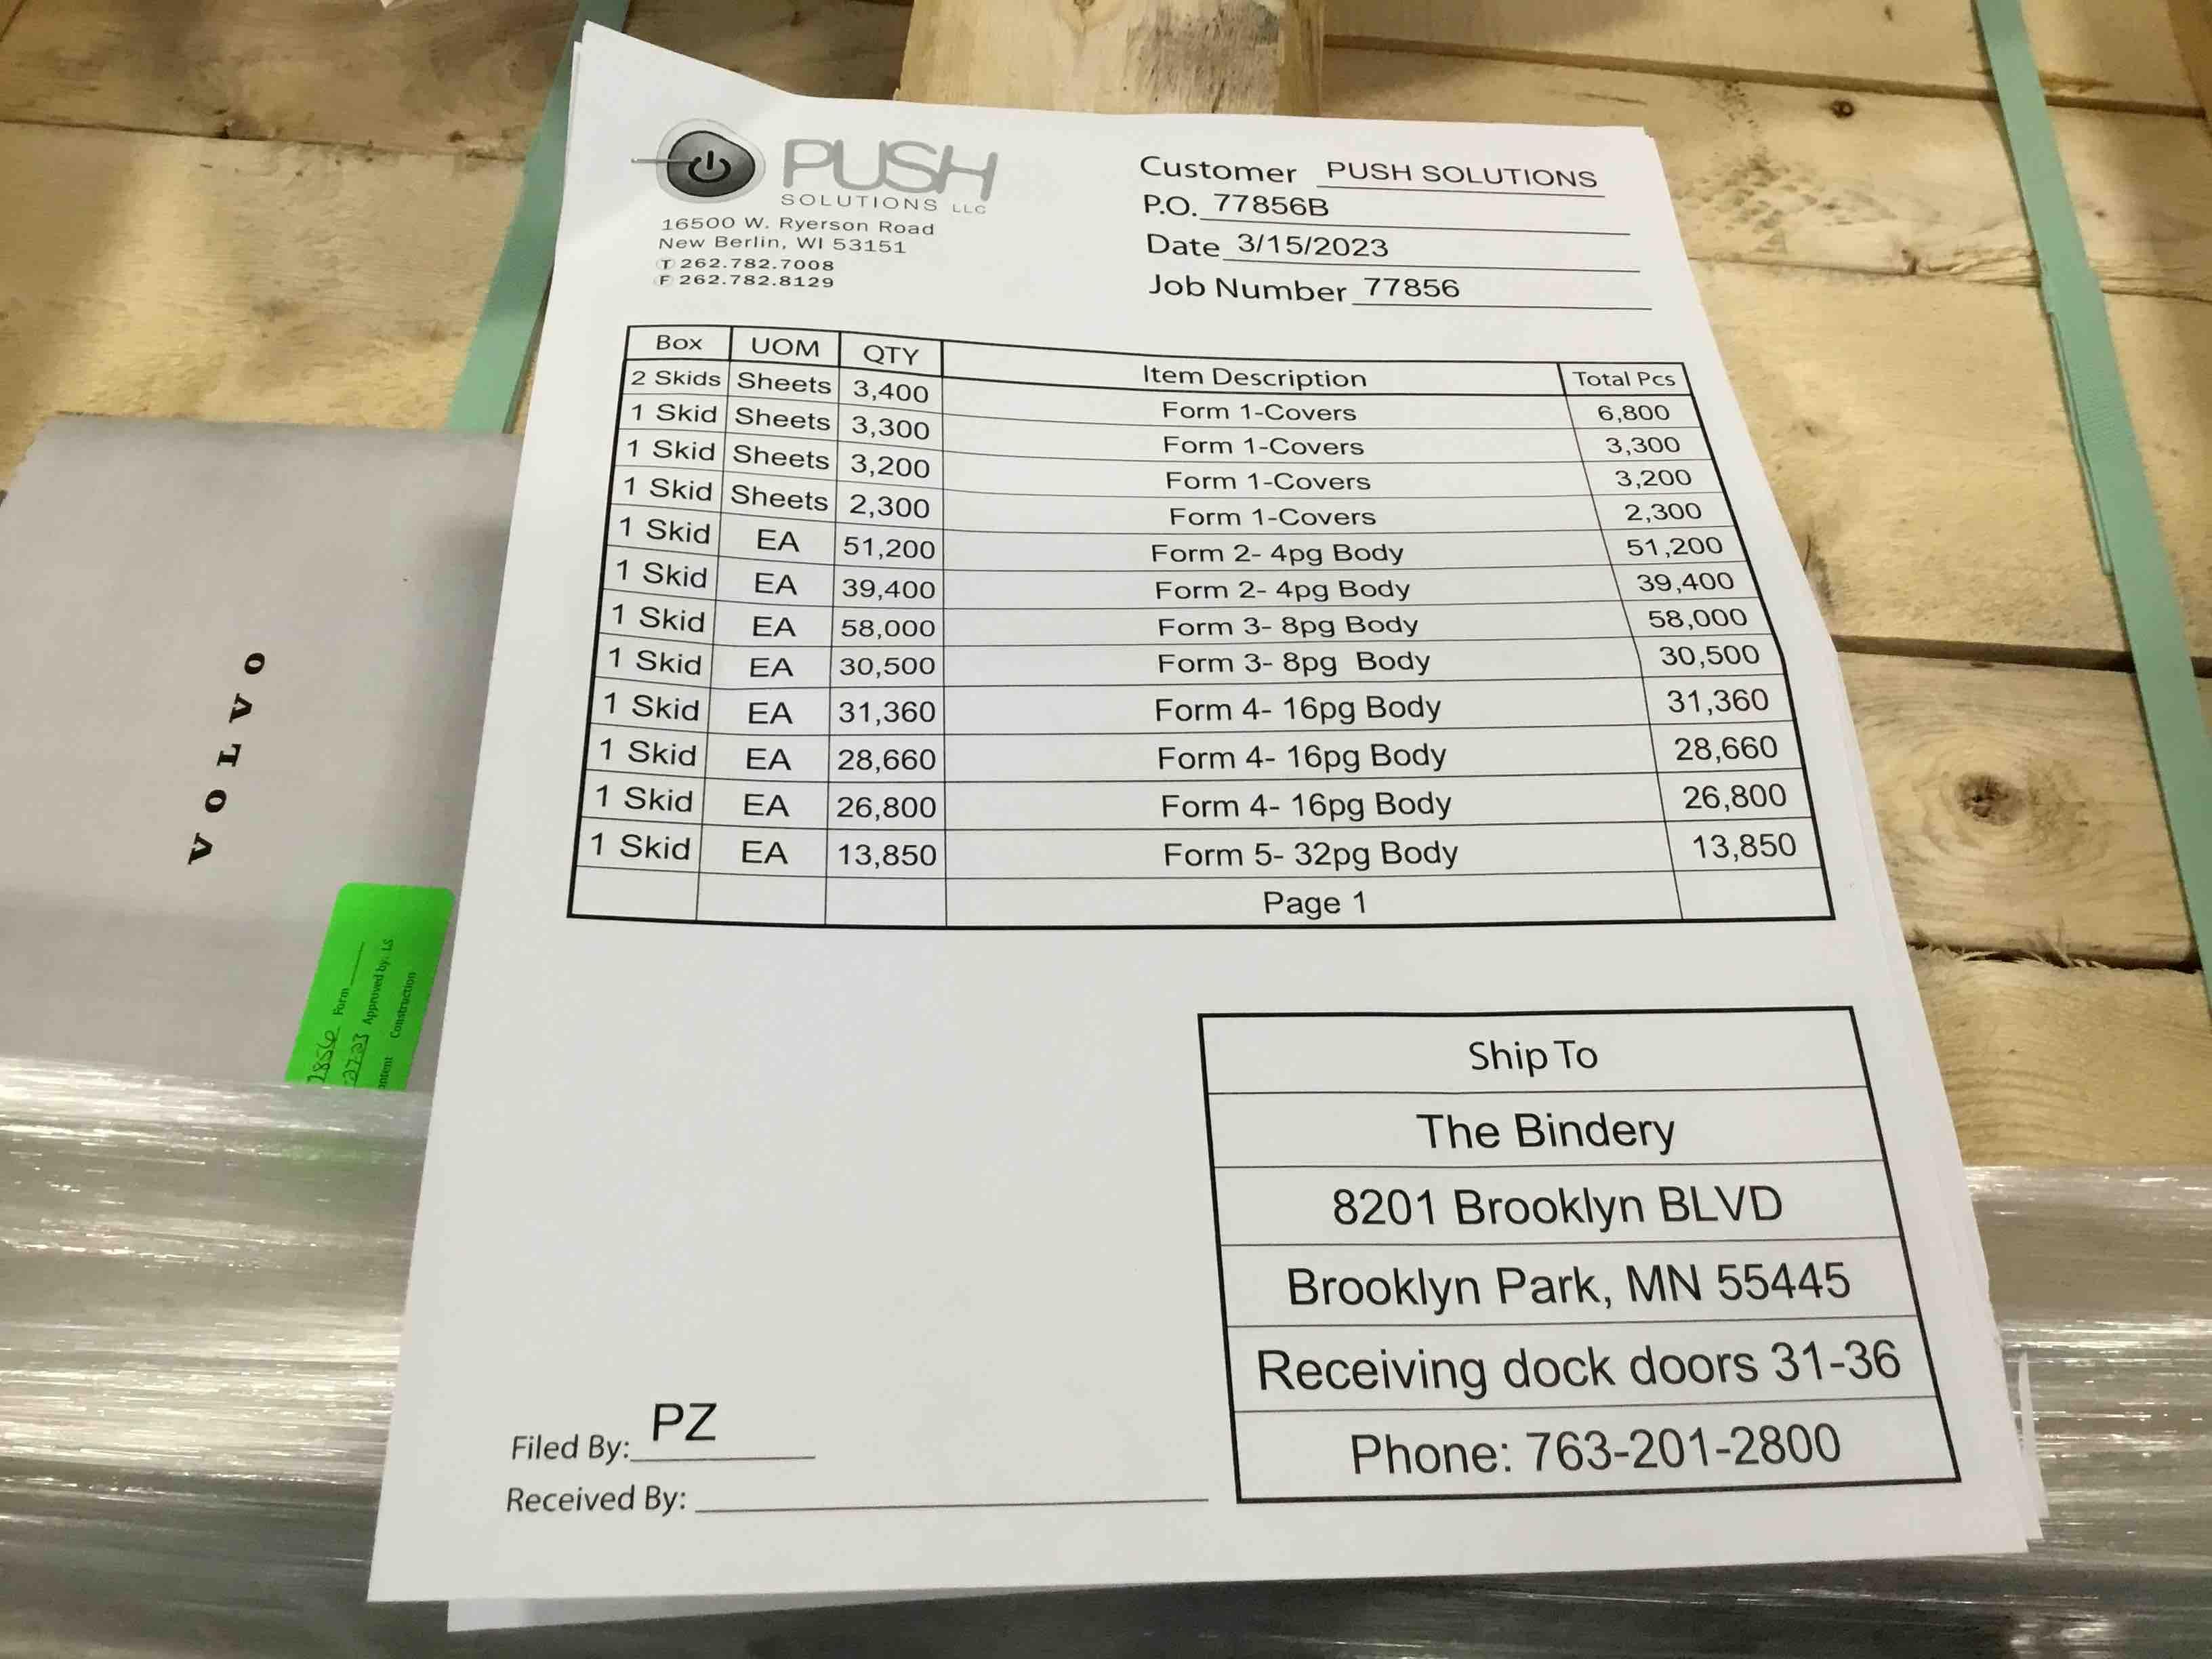 PUSH
SOLUTIONS LLC
16500 W. Ryerson Road
New Berlin, WI 53151
T 262.782.7008
F 262.782.8129
Customer PUSH SOLUTIONS
P.O. 77856B
Date 3/15/2023
Job Number 77856
Box UOM QTY Item Description Total Pcs
2 Skids Sheets 3,400 Form 1-Covers 6,800
1 Skid Sheets 3,300 Form 1-Covers 3,300
1 Skid Sheets 3,200 Form 1-Covers 3,200
1 Skid Sheets 2,300 Form 1-Covers 2,300
1 Skid EA 51,200 Form 2- 4pg Body 51,200
1 Skid EA 39,400 Form 2- 4pg Body 39,400
1 Skid EA 58,000 Form 3- 8pg Body 58,000
1 Skid EA 30,500 Form 3- 8pg Body 30,500
1 Skid EA 31,360 Form 4- 16pg Body 31,360
1 Skid EA 28,660 Form 4- 16pg Body 28,660
1 Skid EA 26,800 Form 4- 16pg Body 26,800
1 Skid EA 13,850 Form 5- 32pg Body 13,850
Page 1
Ship To
The Bindery
8201 Brooklyn BLVD
Brooklyn Park, MN 55445
Receiving dock doors 31-36
Phone: 763-201-2800
Filed By: PZ
Received By:
VOLVO
Form
Approved by: LS
Construction